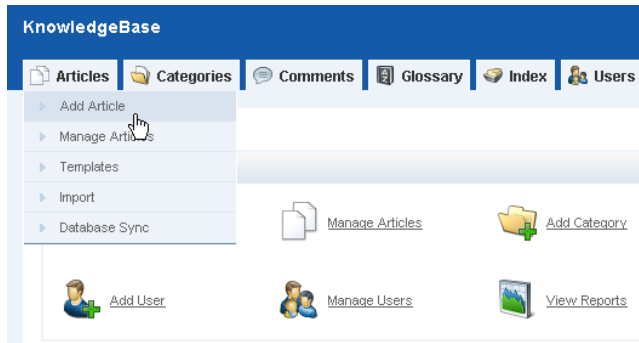 KnowledgeBase
Articles Categories Comments Glossary Index Users
Add Article
Manage Articles
Templates
Import
Database Sync
Manage Articles Add Category
Add User Manage Users View Reports